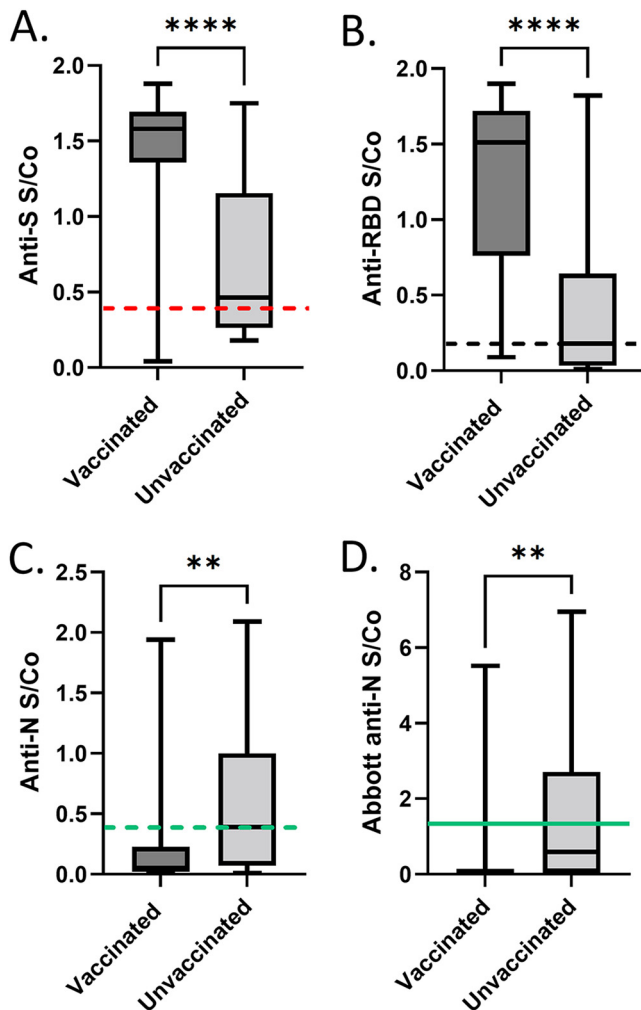 A.
****
Anti-S S/Co
2.0
1.5
1.0
0.5
0.0
Vaccinated
Unvaccinated
B.
****
Anti-RBD S/Co
2.0
1.5
1.0
0.5
0.0
Vaccinated
Unvaccinated
C.
**
Anti-N S/Co
2.5
2.0
1.5
1.0
0.5
0.0
Vaccinated
Unvaccinated
D.
**
Abbott anti-N S/Co
8
6
4
2
0
Vaccinated
Unvaccinated